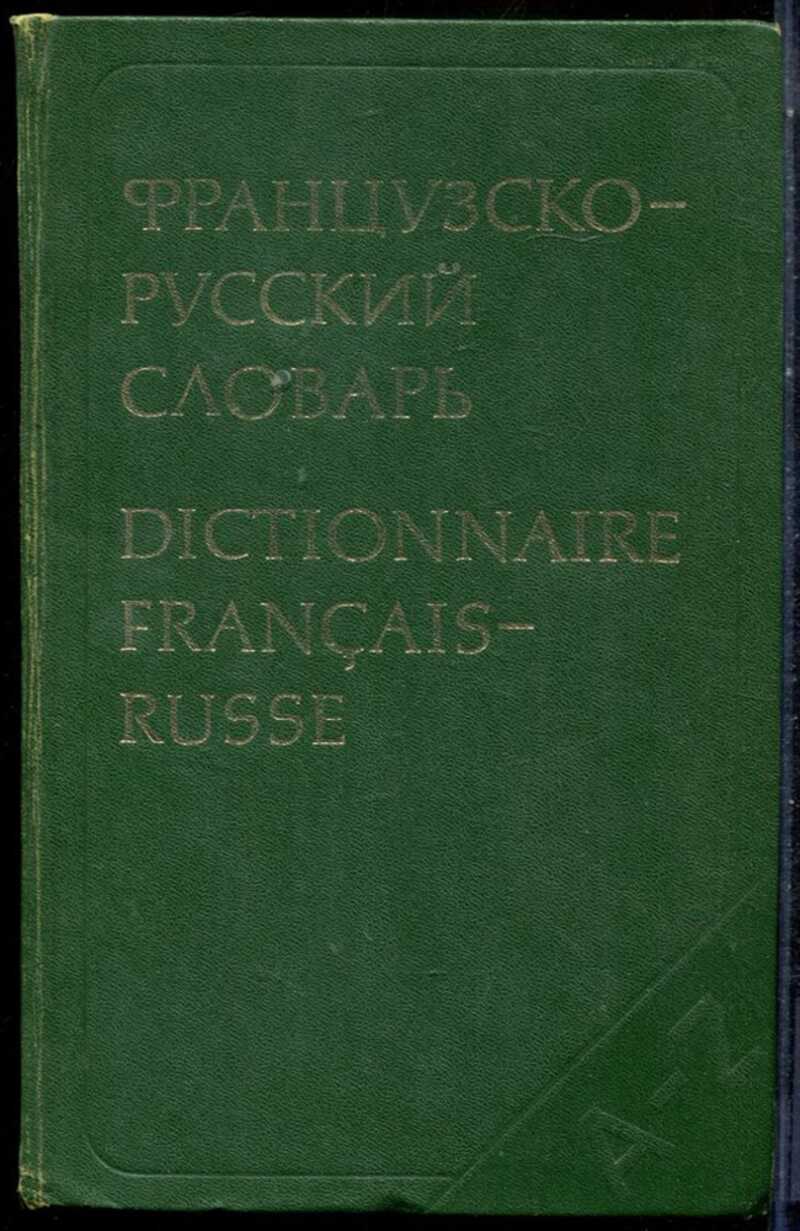 ФРАНЦУЗСКО-
РУССКИЙ
СЛОВАРЬ
DICTIONNAIRE
FRANÇAIS-
RUSSE
A-Z